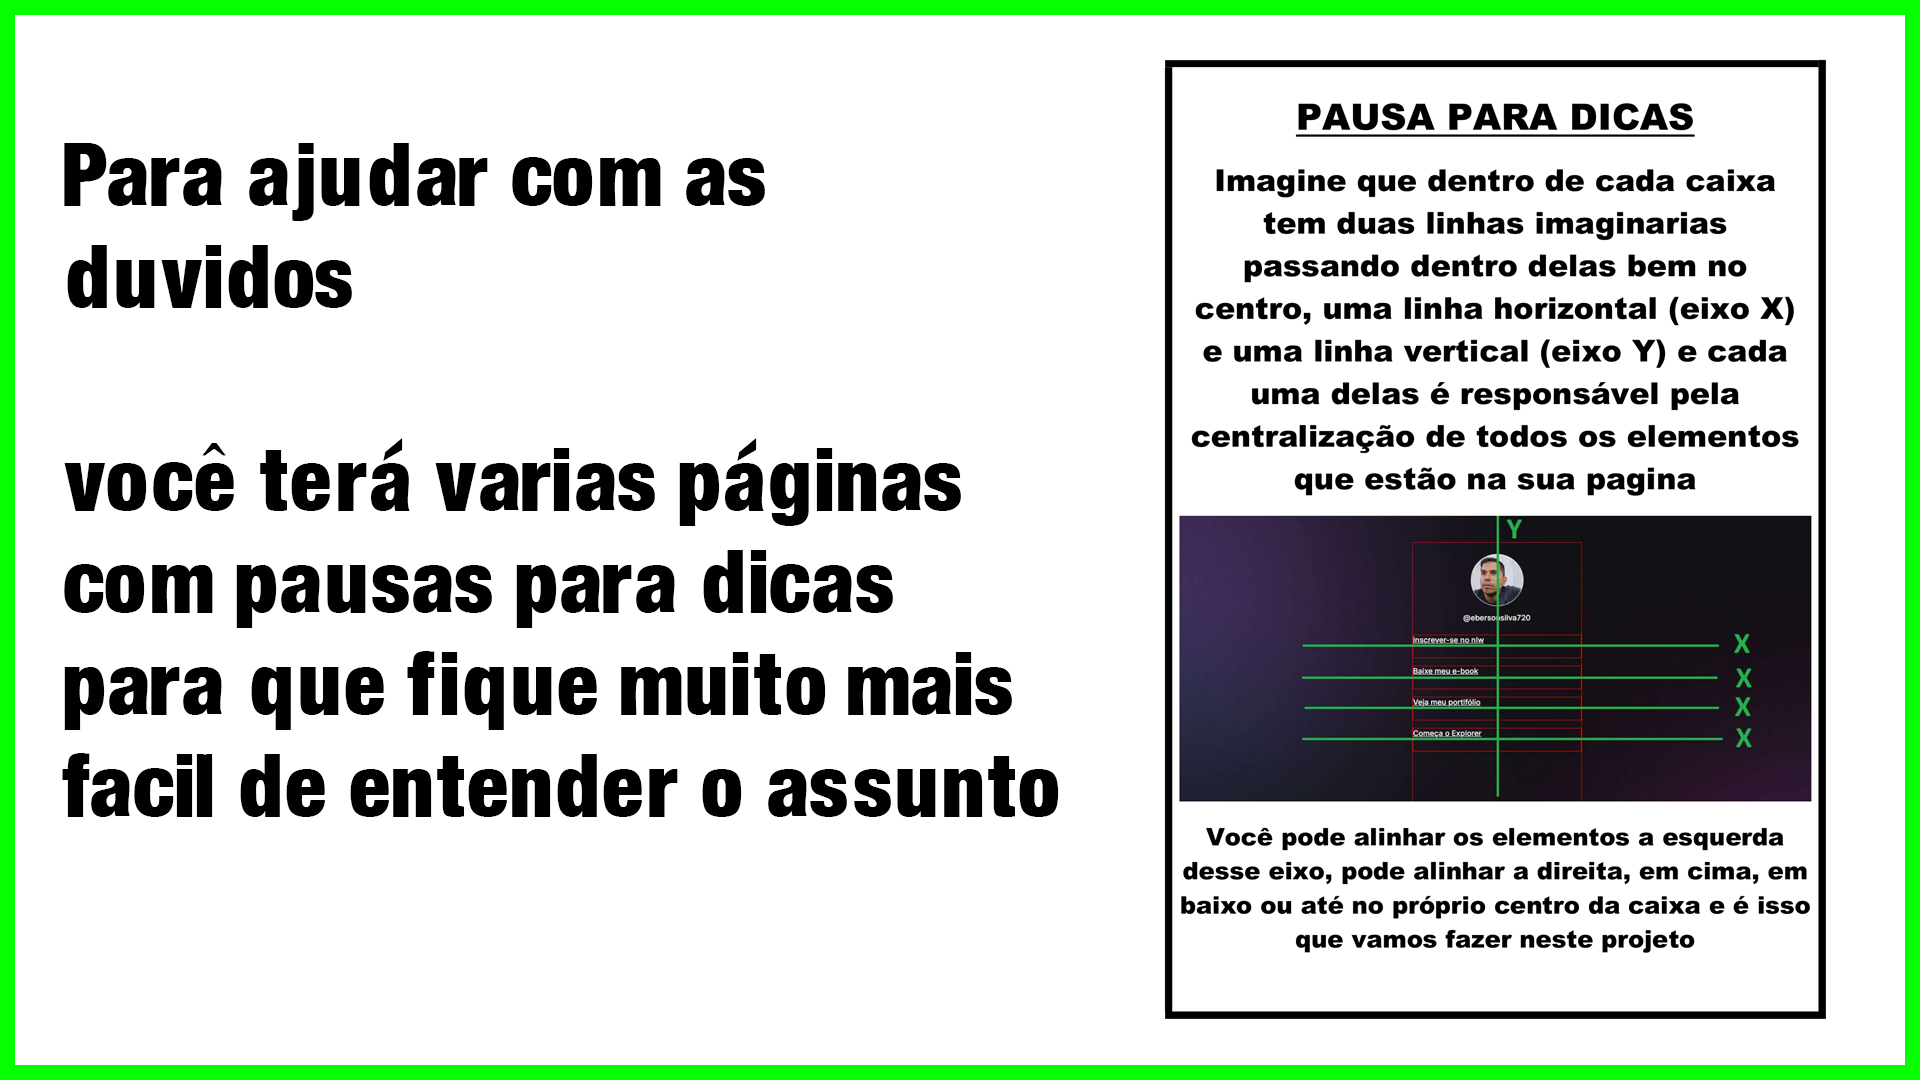 Para ajudar com as
duvidos
você terá varias páginas
com pausas para dicas
para que fique muito mais
facil de entender o assunto
PAUSA PARA DICAS
Imagine que dentro de cada caixa
tem duas linhas imaginarias
passando dentro delas bem no
centro, uma linha horizontal (eixo X)
e uma linha vertical (eixo Y) e cada
uma delas é responsável pela
centralização de todos os elementos
que estão na sua pagina
Y
@ebersonsilva720
Inscrever-se no nlw
X
Baixe meu e-book
X
Veja meu portifólio
X
Começa o Explorer
X
Você pode alinhar os elementos a esquerda
desse eixo, pode alinhar a direita, em cima, em
baixo ou até no próprio centro da caixa e é isso
que vamos fazer neste projeto